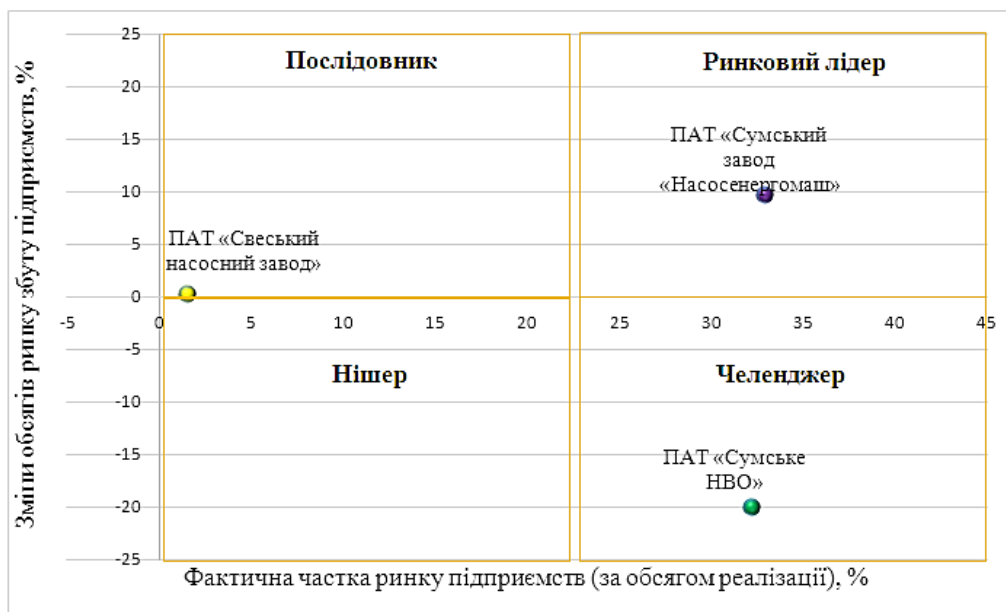 Зміни обсягів ринку збуту підприємств, %
25
20
15
10
5
0
-5
-10
-15
-20
-25
Послідовник
Ринковий лідер
ПАТ «Сумський
завод
«Насосенергомаш»
ПАТ «Свеський
насосний завод»
-5 0 5 10 15 20 25 30 35 40 45
Нішер
Челенджер
ПАТ «Сумське
НВО»
Фактична частка ринку підприємств (за обсягом реалізації), %